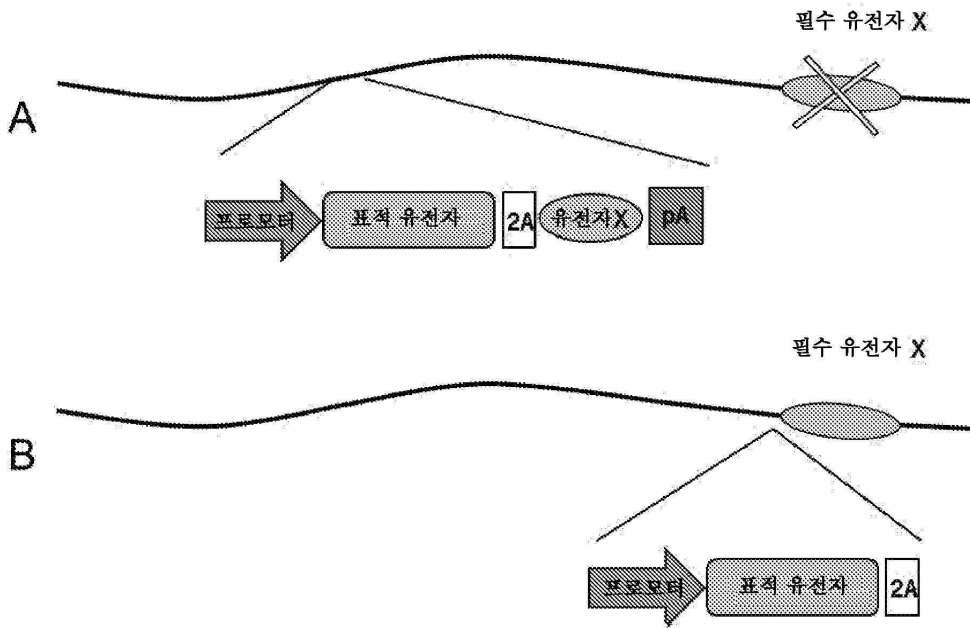 필수 유전자 X
A
프로모터 표적 유전자 2A 유전자X pA
필수 유전자 X
B
프로모터 표적 유전자 2A